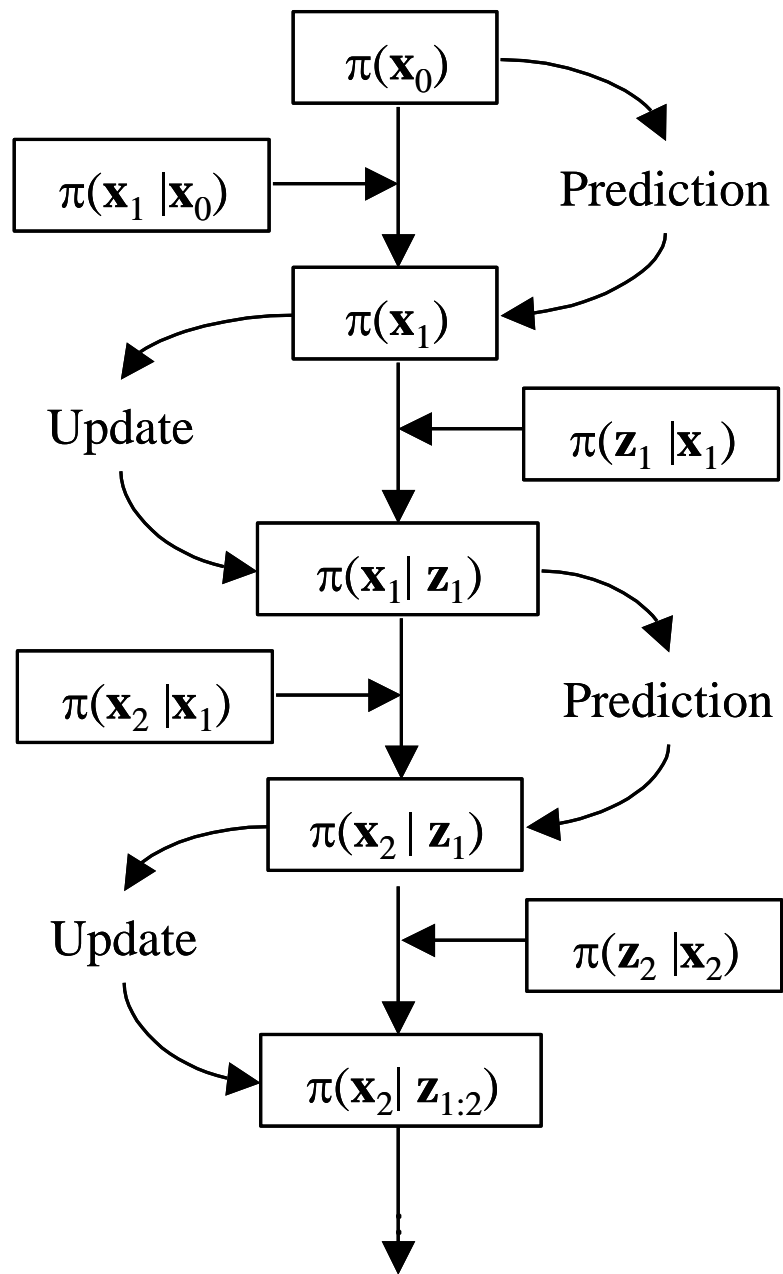 π(x₀)
π(x₁ |x₀)
Prediction
π(x₁)
Update
π(z₁ |x₁)
π(x₁| z₁)
π(x₂ |x₁)
Prediction
π(x₂ | z₁)
Update
π(z₂ |x₂)
π(x₂| z₁:₂)